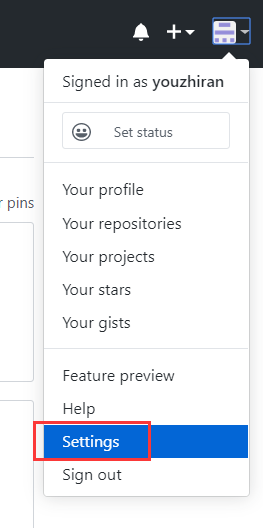 Signed in as youzhiran
Set status
pins
Your profile
Your repositories
Your projects
Your stars
Your gists
Feature preview
Help
Settings
Sign out